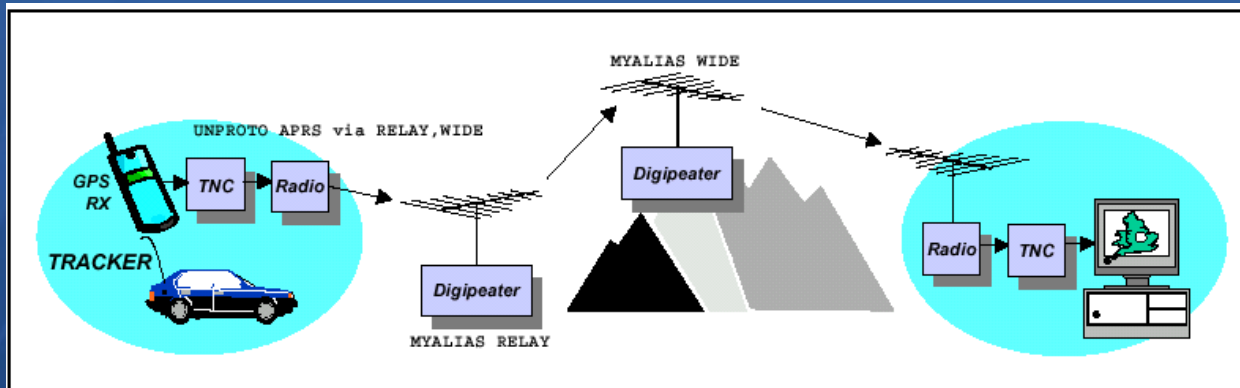 MYALIAS WIDE
UNPROTO APRS via RELAY,WIDE
GPS
RX
TNC
Radio
TRACKER
Digipeater
MYALIAS RELAY
Digipeater
Radio
TNC